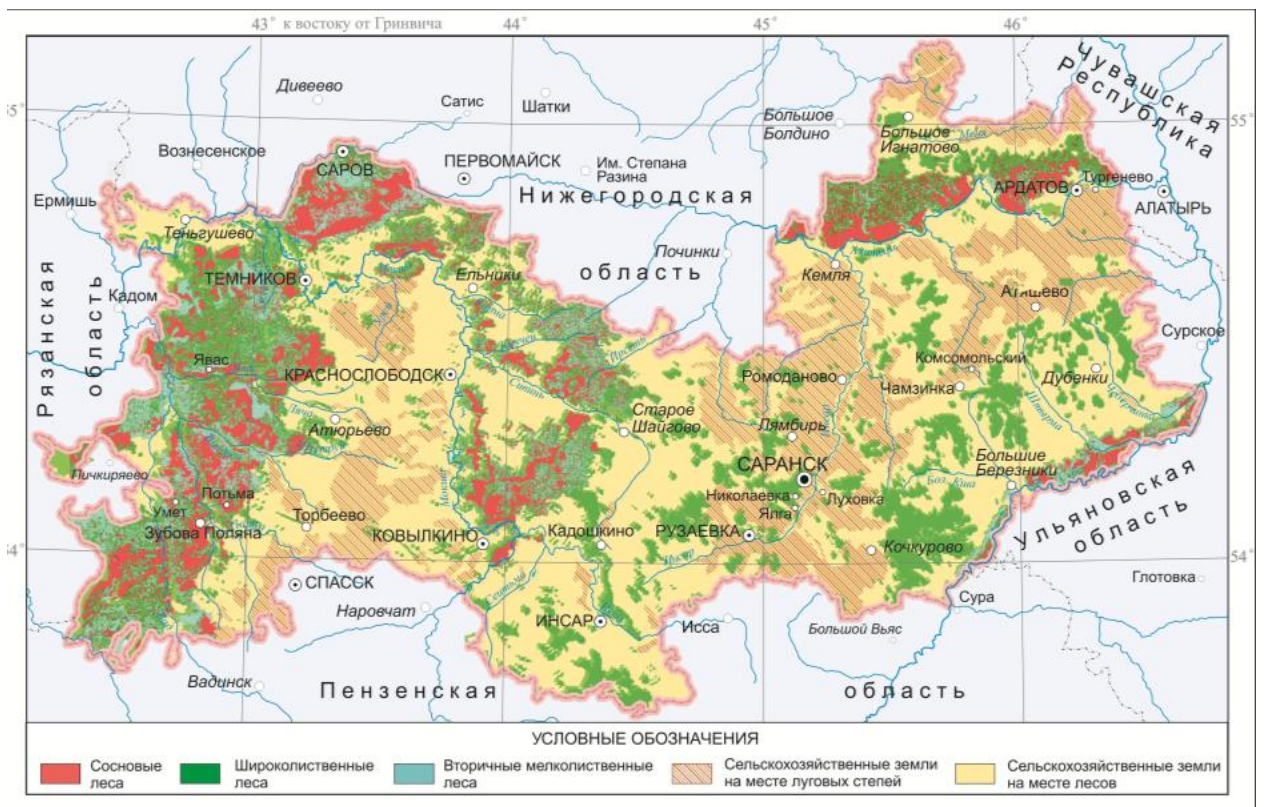 43° к востоку от Гринвича
44°
45°
46°
Дивеево
Сатис
Шатки
Большое
Болдино
Большое
Игнатово
Чувашская
Республика
55°
Вознесенское
САРОВ
ПЕРВОМАЙСК
Им. Степана
Разина
Нижегородская
область
АРДАТОВ
Тургенево
АЛАТЫРЬ
Ермишь
Теньгушево
ТЕМНИКОВ
Ельники
Починки
Кемля
Рязанская
область
Кадом
Атяшево
Сурское
Явас
КРАСНОСЛОБОДСК
Ромоданово
Комсомольский
Чамзинка
Дубенки
Атюрьево
Старое
Шайгово
Лямбирь
САРАНСК
Большие
Березники
Пичкиряево
Потьма
Умет
Зубова Поляна
Торбеево
Мокша
КОВЫЛКИНО
Кадошкино
Николаевка
Луховка
Ялга
РУЗАЕВКА
Кочкурово
Ульяновская
область
54°
СПАССК
Наровчат
ИНСАР
Исса
Большой Вьяс
Сура
Глотовка
Вадинск
Пензенская
область
УСЛОВНЫЕ ОБОЗНАЧЕНИЯ
Сосновые
леса
Широколиственные
леса
Вторичные мелколиственные
леса
Сельскохозяйственные земли
на месте луговых степей
Сельскохозяйственные земли
на месте лесов